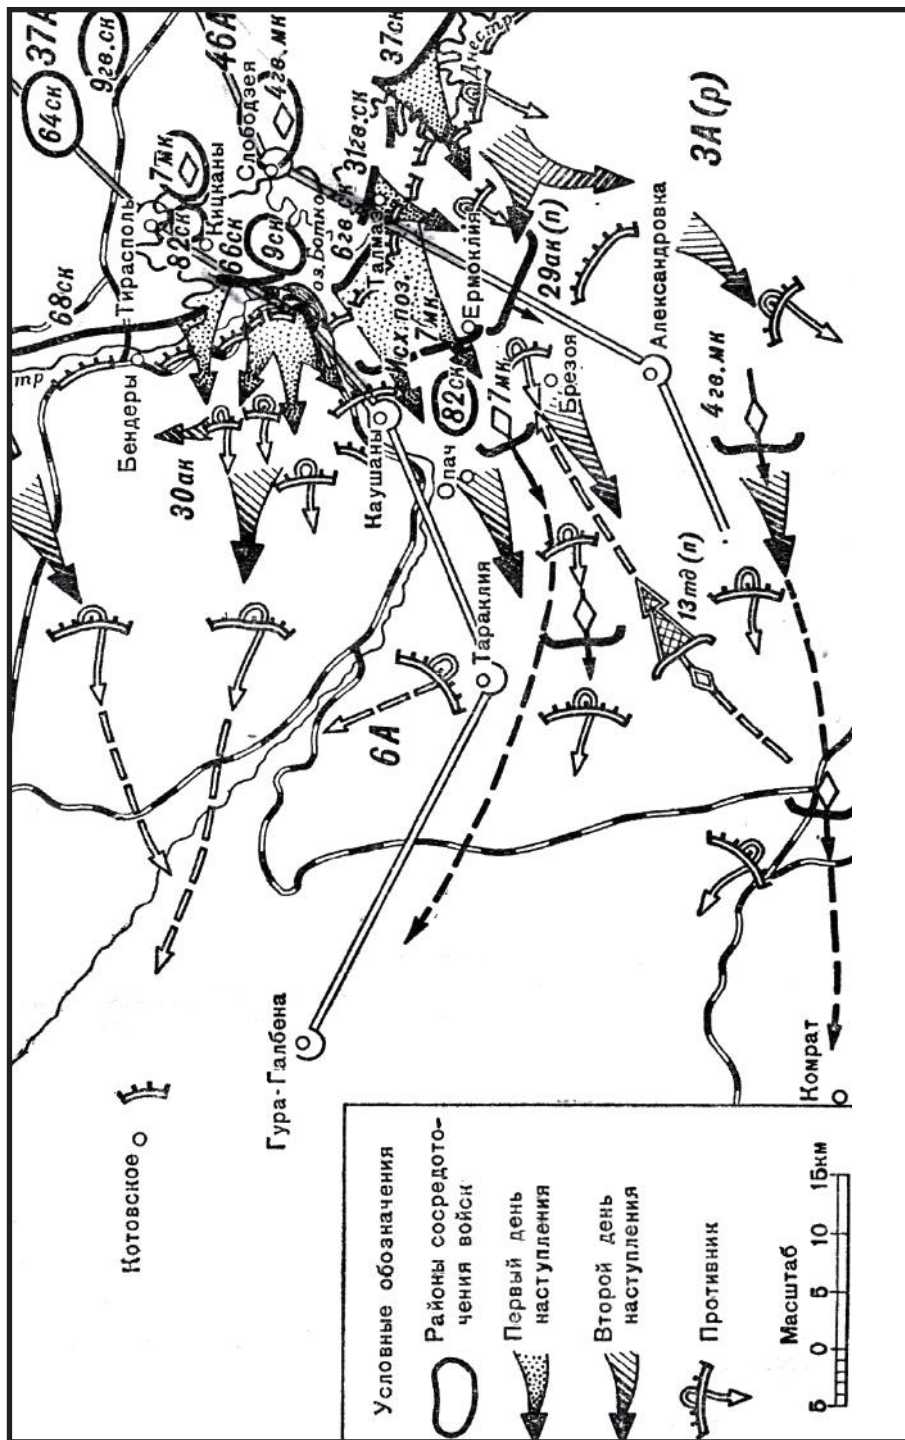 37А
64СК
9гв.ск
46А
Слободзея
4гв.мк
37СК
Днестр
3А(р)
7мк
Тирасполь
Кицканы
82СК
66СК
9СК
оз. Ботно
68СК
31гв.ск
6гв.ск
Талмаз
Исх.поз.
7мк
Ермоклия
29ак(п)
Александровка
Бендеры
30ак
Каушаны
82СК
7мк
Брезоя
4гв.мк
Опач
Тараклия
13тд(п)
6А
Гура-Галбена
Котовское
Комрат
Условные обозначения
Районы сосредото-
чения войск
Первый день
наступления
Второй день
наступления
Противник
Масштаб
5 0 5 10 15км